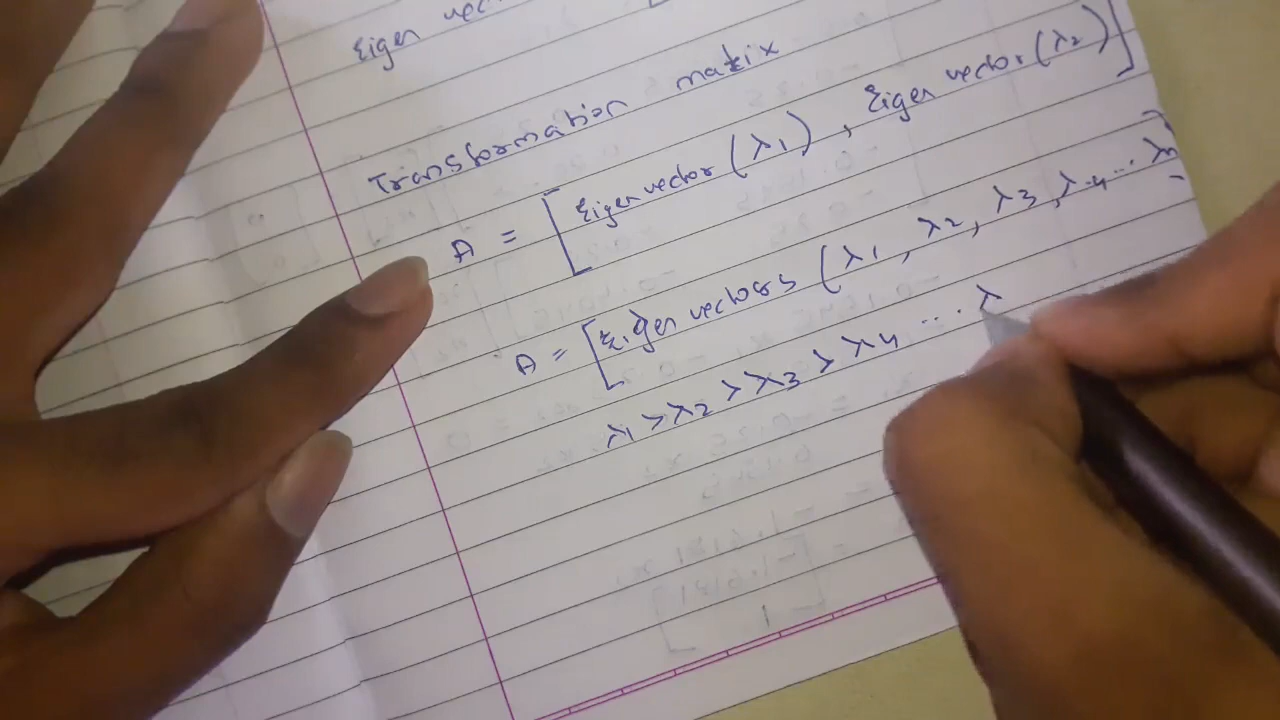 Eigen vec
Transformation matrix
A = [Eigen vector (λ1), Eigen vector (λ2)]
A = [Eigen vectors (λ1, λ2, λ3, λ4 ... λn
λ1 > λ2 > λ3 > λ4 ... λ